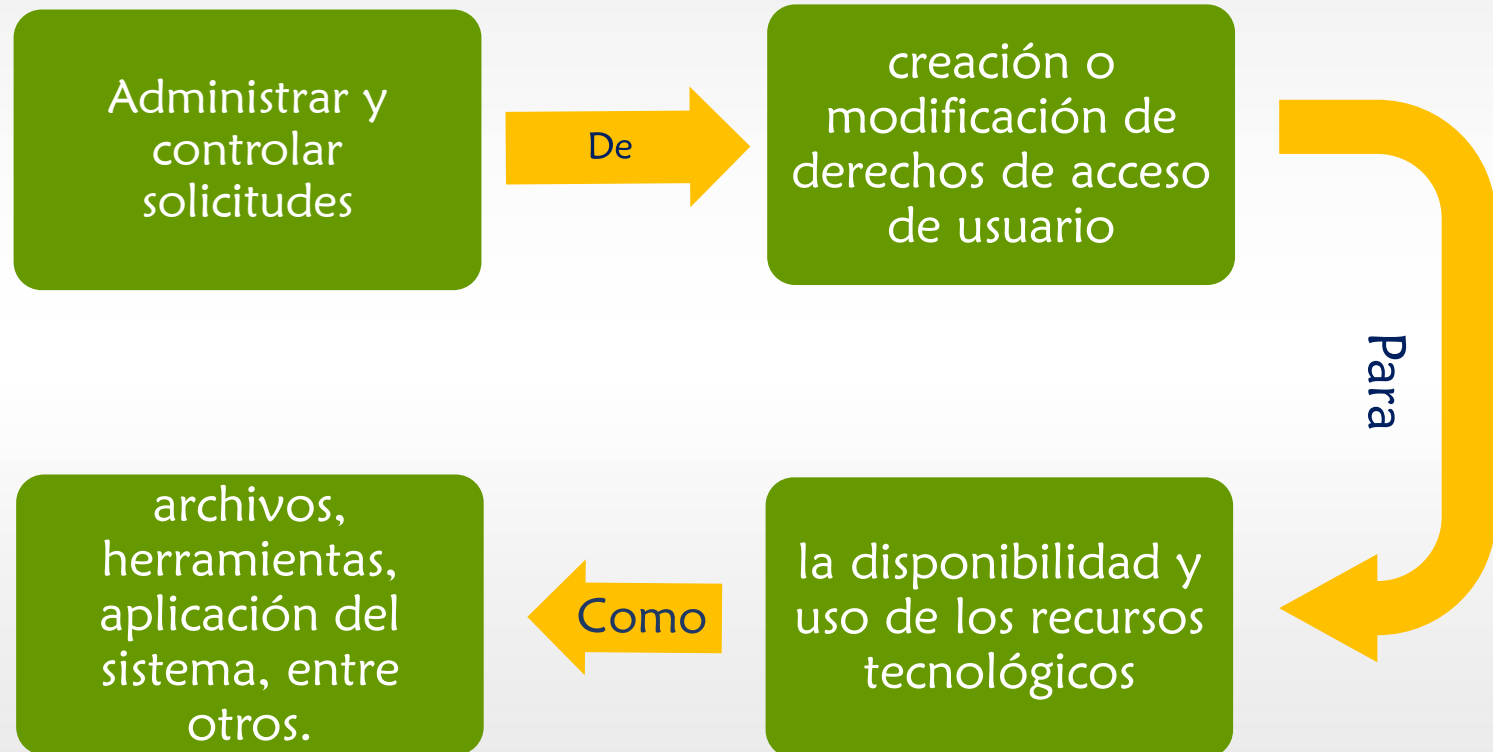 Administrar y
controlar
solicitudes
De
creación o
modificación de
derechos de acceso
de usuario
Para
la disponibilidad y
uso de los recursos
tecnológicos
Como
archivos,
herramientas,
aplicación del
sistema, entre
otros.